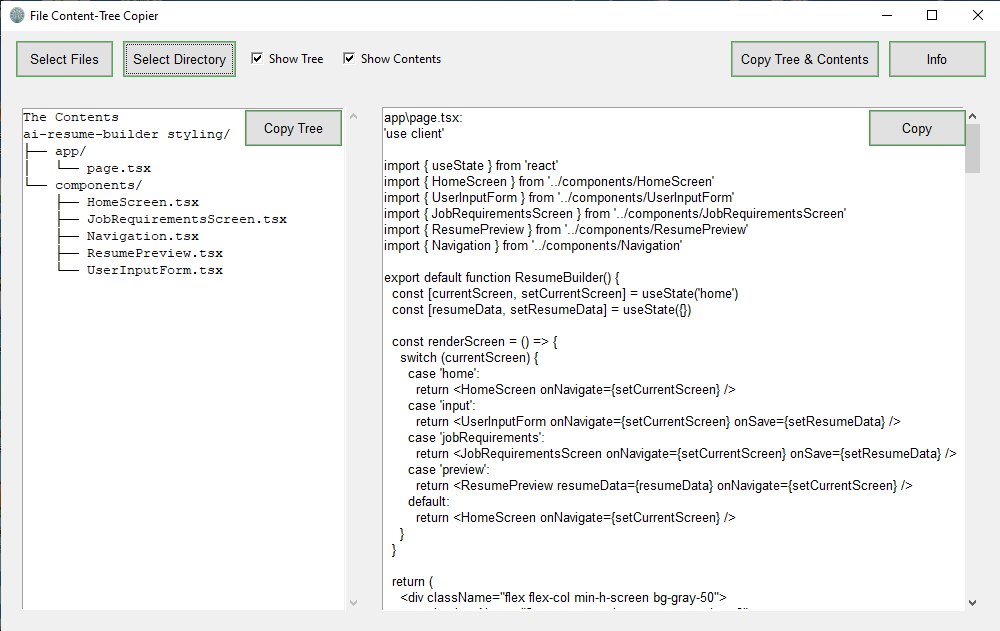 File Content-Tree Copier
Select Files
Select Directory
Show Tree
Show Contents
Copy Tree & Contents
Info
The Contents
ai-resume-builder styling/
├── app/
│   └── page.tsx
└── components/
    ├── HomeScreen.tsx
    ├── JobRequirementsScreen.tsx
    ├── Navigation.tsx
    ├── ResumePreview.tsx
    └── UserInputForm.tsx
Copy Tree
app\page.tsx:
'use client'
import { useState } from 'react'
import { HomeScreen } from '../components/HomeScreen'
import { UserInputForm } from '../components/UserInputForm'
import { JobRequirementsScreen } from '../components/JobRequirementsScreen'
import { ResumePreview } from '../components/ResumePreview'
import { Navigation } from '../components/Navigation'
export default function ResumeBuilder() {
  const [currentScreen, setCurrentScreen] = useState('home')
  const [resumeData, setResumeData] = useState({})
  const renderScreen = () => {
    switch (currentScreen) {
      case 'home':
        return <HomeScreen onNavigate={setCurrentScreen} />
      case 'input':
        return <UserInputForm onNavigate={setCurrentScreen} onSave={setResumeData} />
      case 'jobRequirements':
        return <JobRequirementsScreen onNavigate={setCurrentScreen} onSave={setResumeData} />
      case 'preview':
        return <ResumePreview resumeData={resumeData} onNavigate={setCurrentScreen} />
      default:
        return <HomeScreen onNavigate={setCurrentScreen} />
    }
  }
  return (
    <div className="flex flex-col min-h-screen bg-gray-50">
Copy